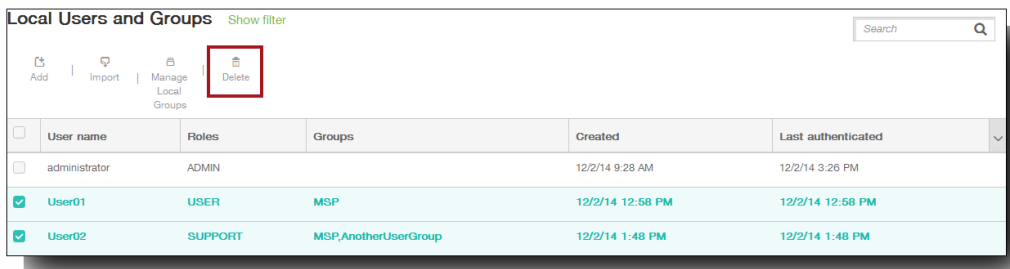 Local Users and Groups Show filter
Search
Add | Import | Manage Local Groups | Delete
User name Roles Groups Created Last authenticated
administrator ADMIN 12/2/14 9:28 AM 12/2/14 3:26 PM
User01 USER MSP 12/2/14 12:58 PM 12/2/14 12:58 PM
User02 SUPPORT MSP,AnotherUserGroup 12/2/14 1:48 PM 12/2/14 1:48 PM